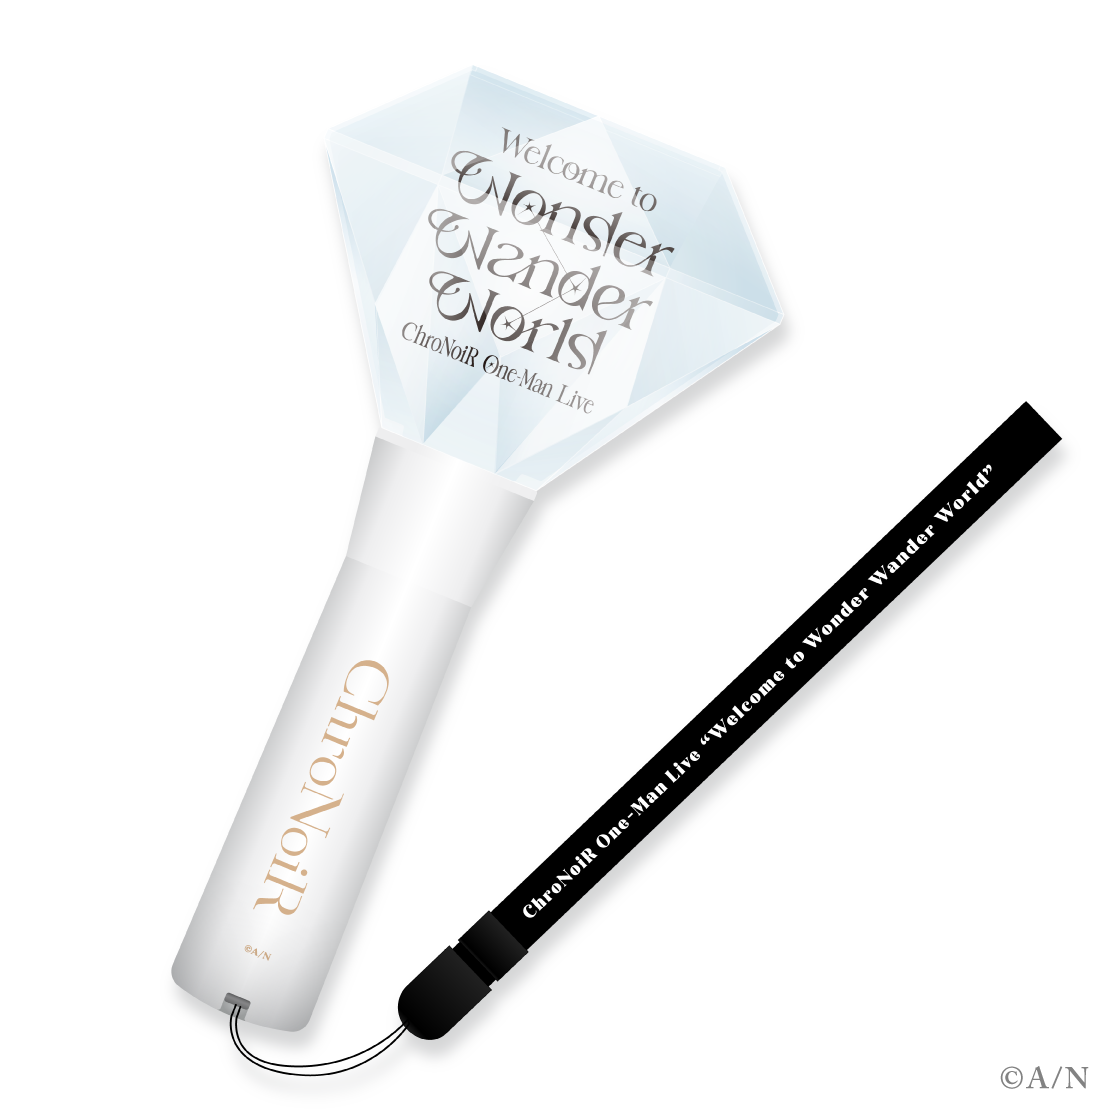 Welcome to
Wonder
Wander
World
ChroNoiR One-Man Live
ChroNoiR
©A/N
ChroNoiR One-Man Live “Welcome to Wonder Wander World”
©A/N